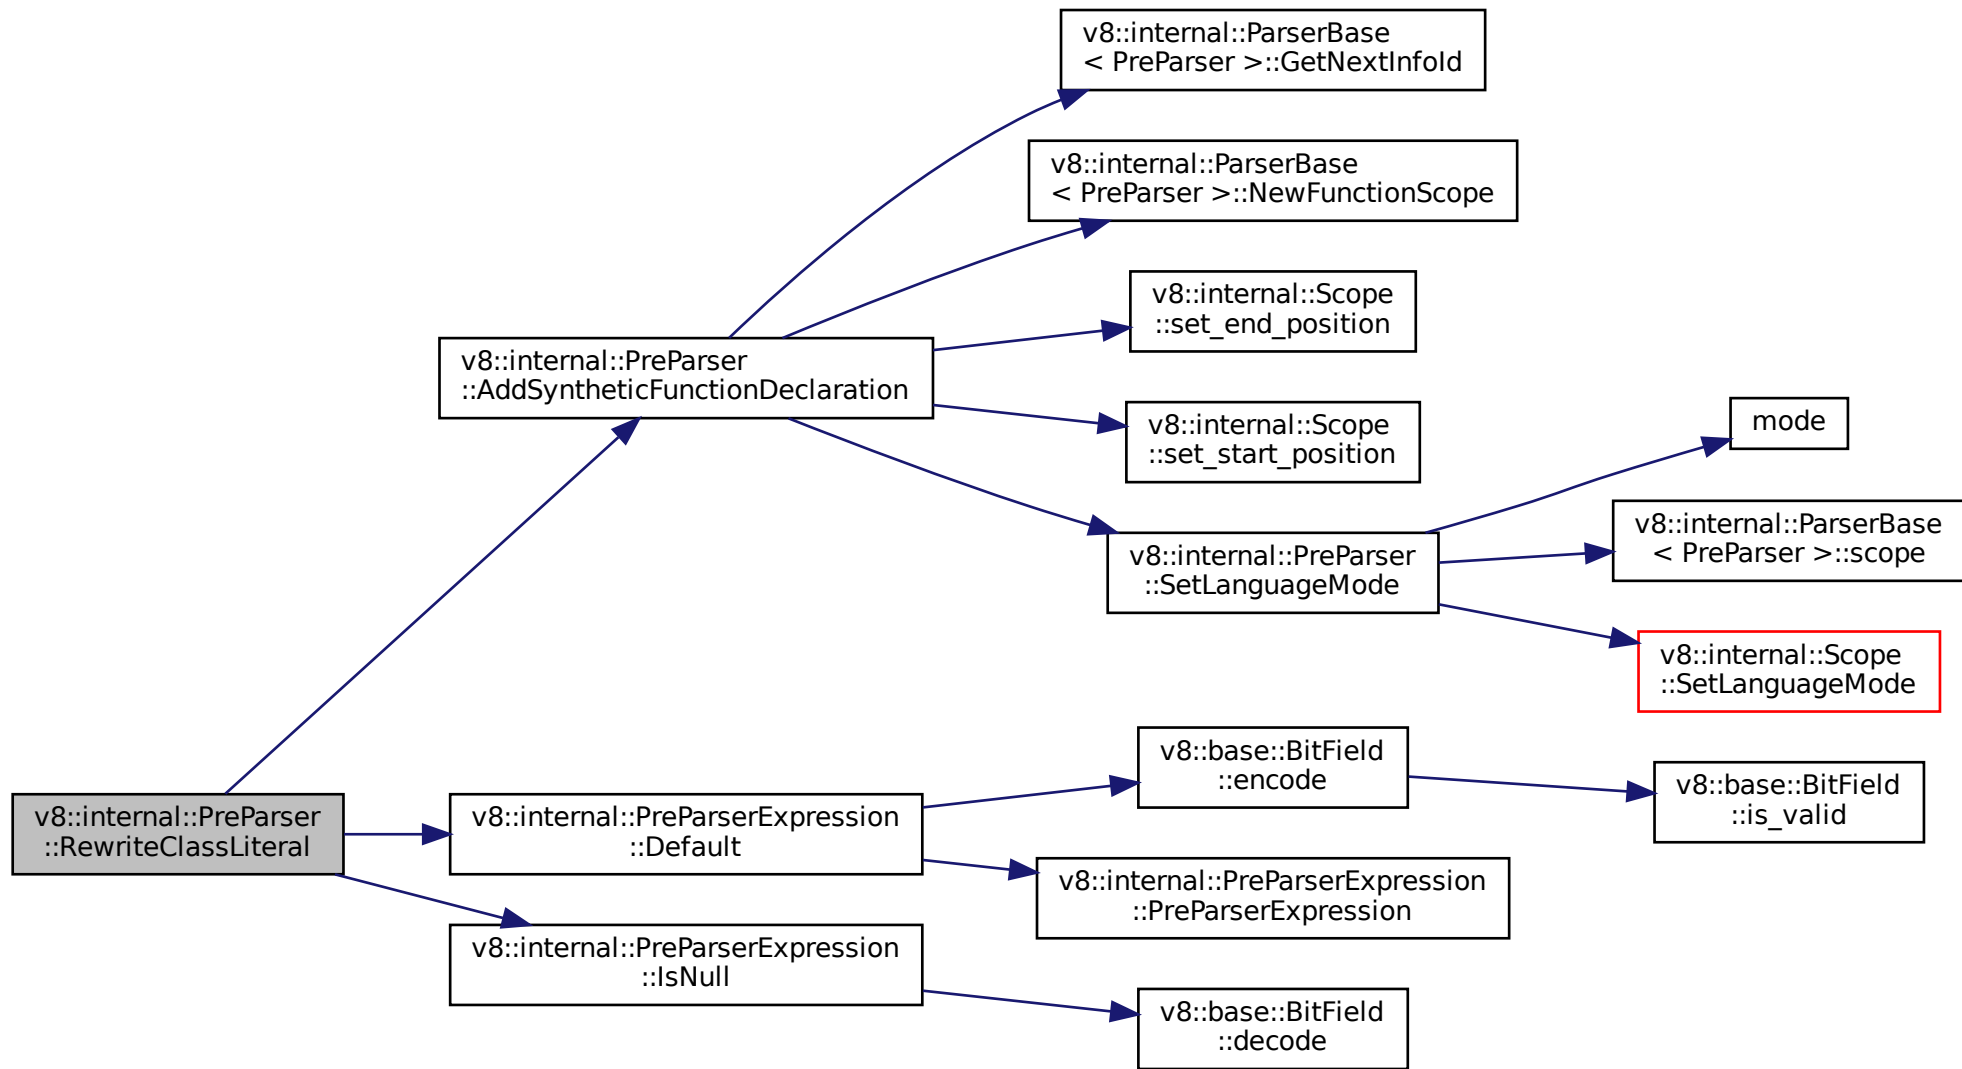 v8::internal::ParserBase
< PreParser >::GetNextInfoId
v8::internal::ParserBase
< PreParser >::NewFunctionScope
v8::internal::Scope
::set_end_position
v8::internal::PreParser
::AddSyntheticFunctionDeclaration
v8::internal::Scope
::set_start_position
mode
v8::internal::ParserBase
< PreParser >::scope
v8::internal::PreParser
::SetLanguageMode
v8::internal::Scope
::SetLanguageMode
v8::base::BitField
::encode
v8::base::BitField
::is_valid
v8::internal::PreParser
::RewriteClassLiteral
v8::internal::PreParserExpression
::Default
v8::internal::PreParserExpression
::PreParserExpression
v8::internal::PreParserExpression
::IsNull
v8::base::BitField
::decode